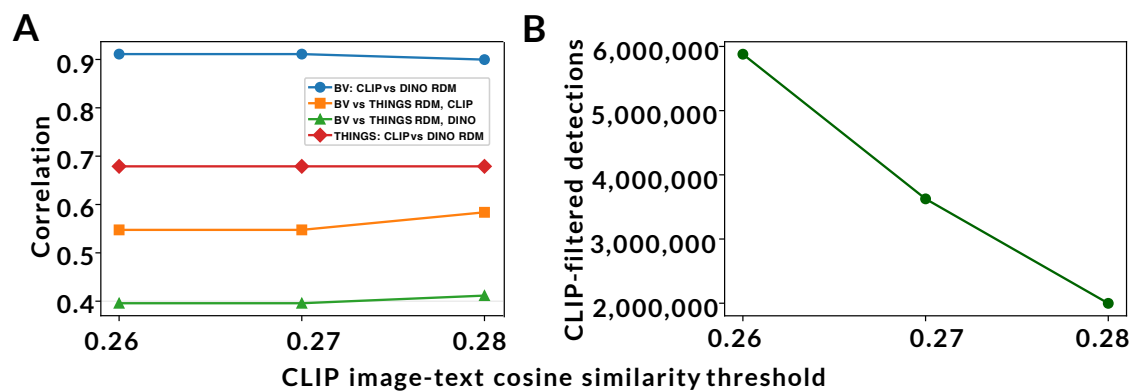 A
Correlation
0.9
0.8
0.7
0.6
0.5
0.4
BV: CLIP vs DINO RDM
BV vs THINGS RDM, CLIP
BV vs THINGS RDM, DINO
THINGS: CLIP vs DINO RDM
0.26
0.27
0.28
B
CLIP-filtered detections
6,000,000
5,000,000
4,000,000
3,000,000
2,000,000
0.26
0.27
0.28
CLIP image-text cosine similarity threshold